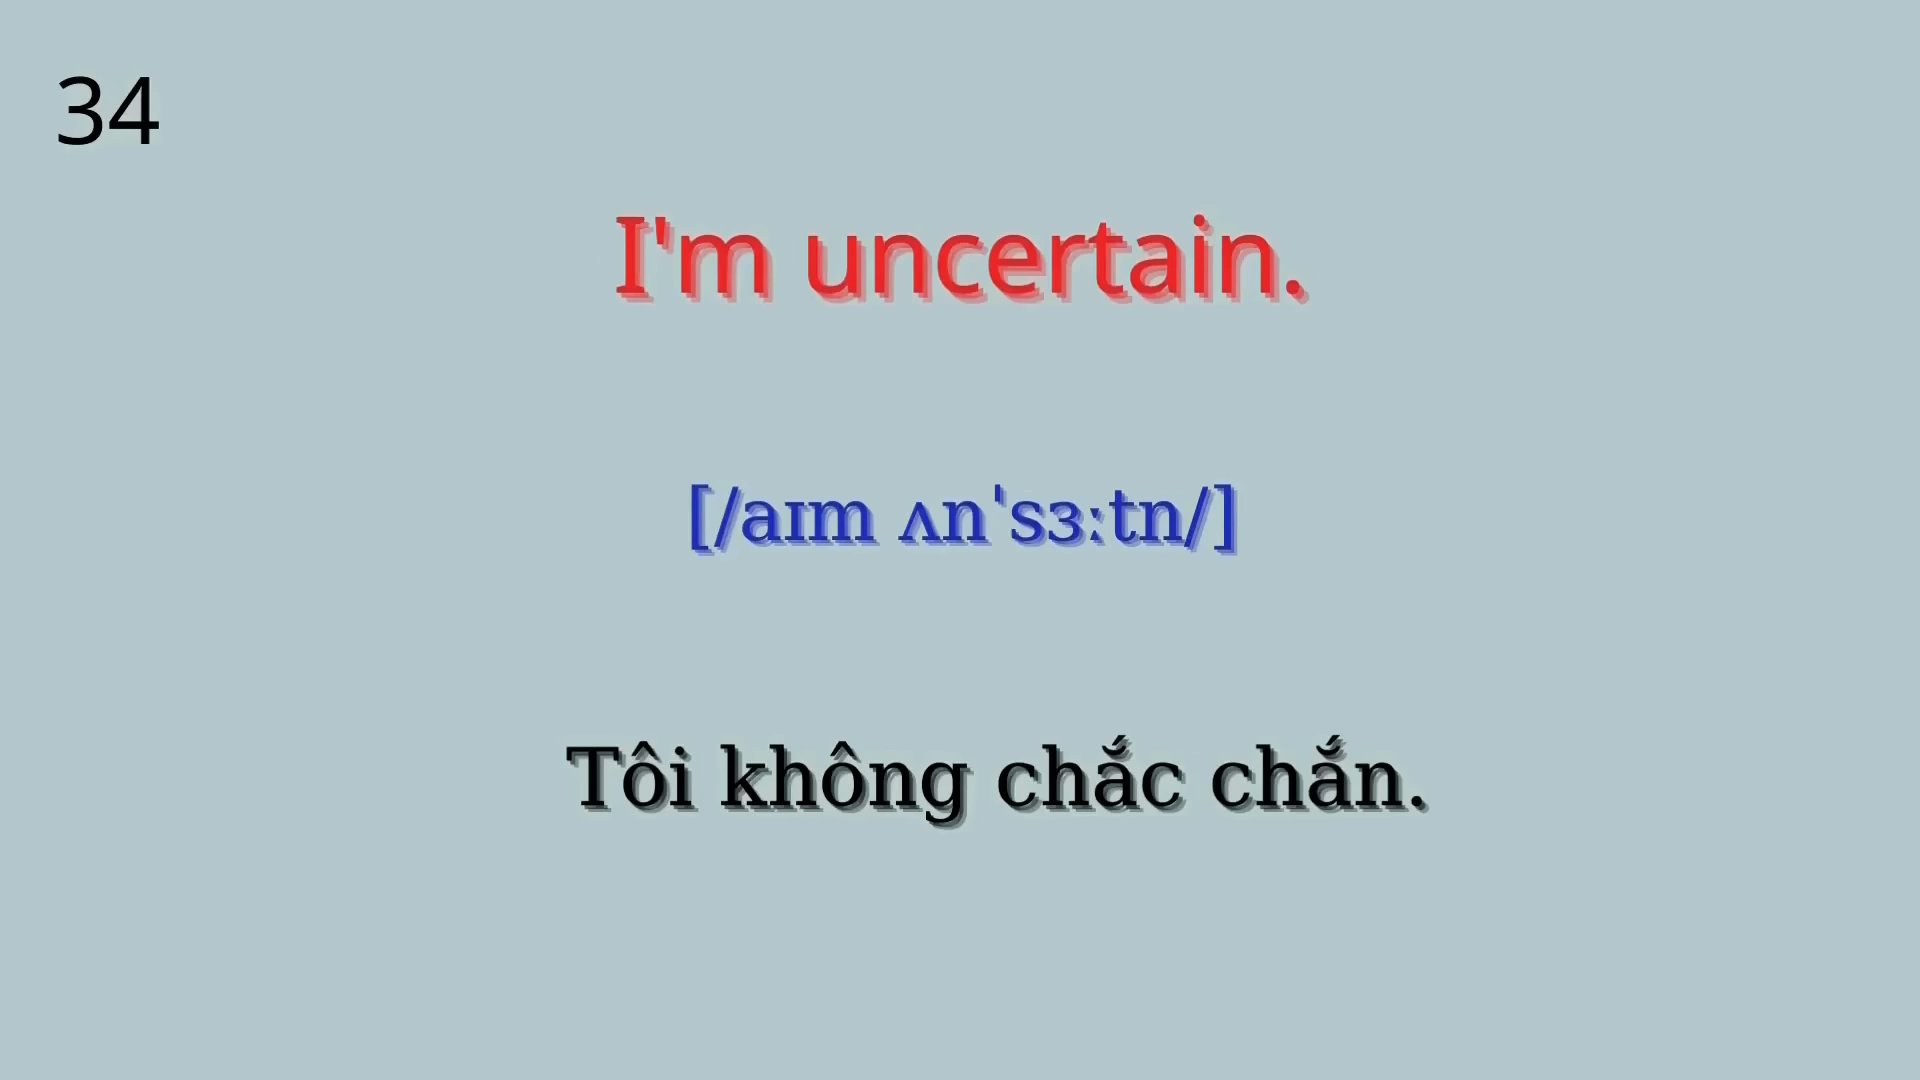 34
I'm uncertain.
[/aɪm ʌnˈsɜːtn/]
Tôi không chắc chắn.